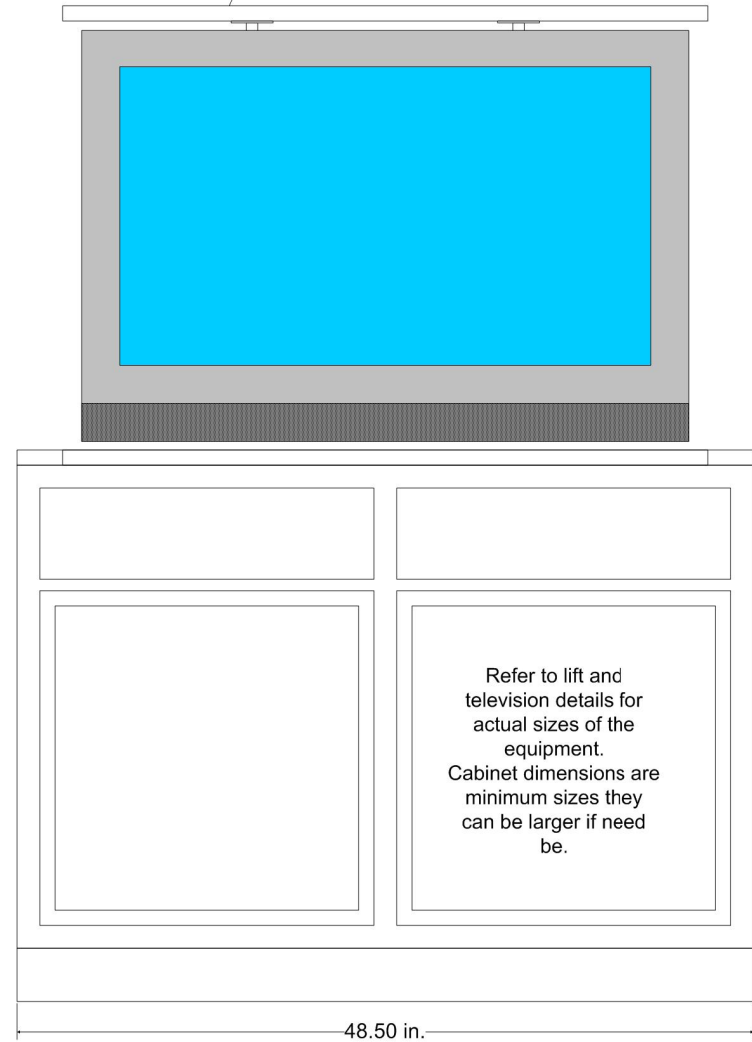 Refer to lift and
television details for
actual sizes of the
equipment.
Cabinet dimensions are
minimum sizes they
can be larger if need
be.
48.50 in.